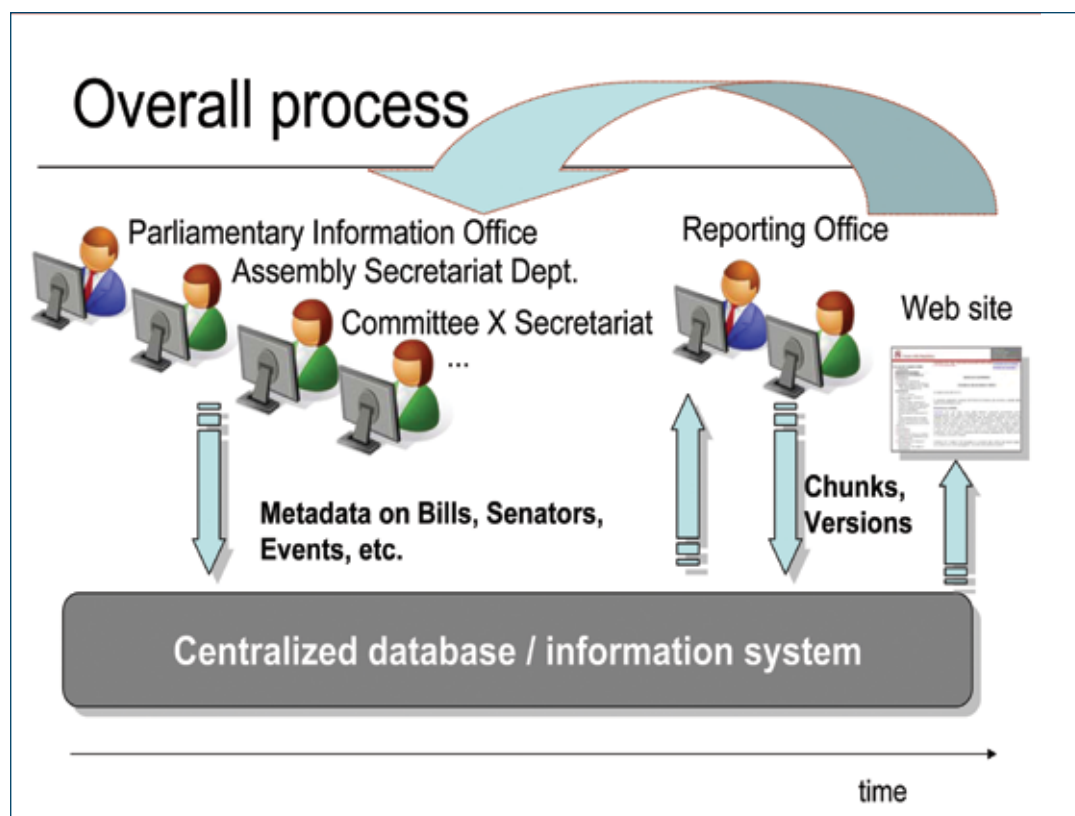 Overall process
Parliamentary Information Office
Assembly Secretariat Dept.
Committee X Secretariat
...
Reporting Office
Web site
Metadata on Bills, Senators,
Events, etc.
Chunks,
Versions
Centralized database / information system
time